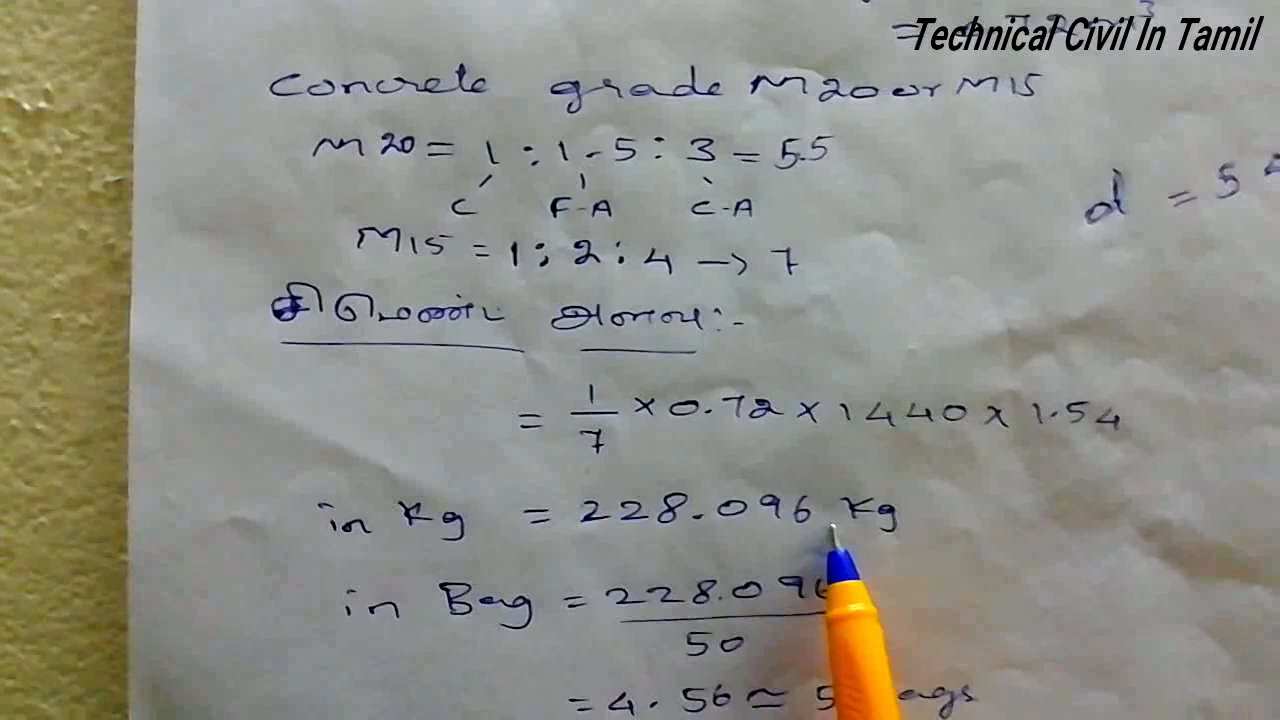 Technical Civil In Tamil
concrete grade M20 or M15
M20 = 1 : 1.5 : 3 = 5.5
C F-A C-A
d = 5
M15 = 1 : 2 : 4 -> 7
சிமெண்ட் அளவு:-
= 1/7 × 0.72 × 1440 × 1.54
in Kg = 228.096 Kg
in Bag = 228.096
50
= 4.56 ≃ 5